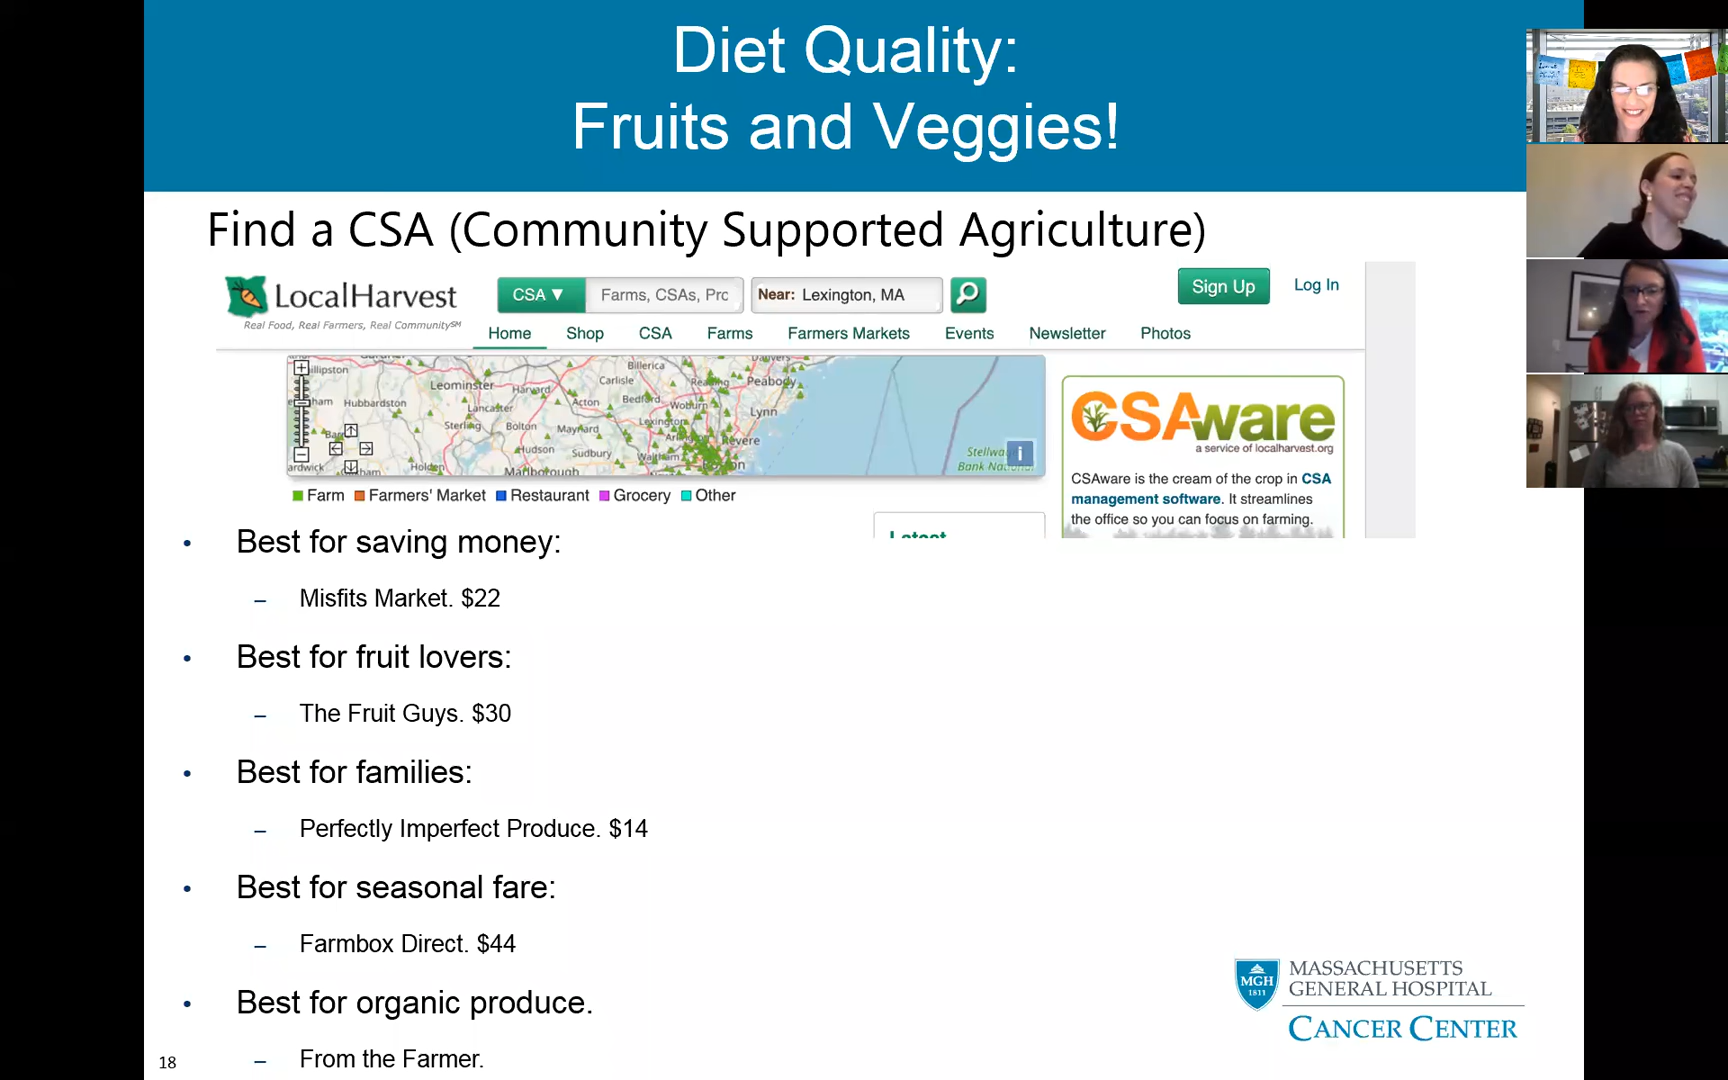 Diet Quality:
Fruits and Veggies!
Find a CSA (Community Supported Agriculture)
LocalHarvest
Real Food, Real Farmers, Real Community℠
CSA ▼
Farms, CSAs, Prc
Near: Lexington, MA
Sign Up
Log In
Home Shop CSA Farms Farmers Markets Events Newsletter Photos
Billerica
Danvers
Leominster
Harvard
Carlisle
Reading
Peabody
Hubbardston
Acton
Bedford
Woburn
Lancaster
Lynn
Sterling
Bolton
Maynard
Lexington
Revere
Hudson
Sudbury
Waltham
Holden
Marlborough
Boston
Bank
i
Farm Farmers' Market Restaurant Grocery Other
Latest
CSAware
a service of localharvest.org
CSAware is the cream of the crop in CSA
management software. It streamlines
the office so you can focus on farming.
• Best for saving money:
– Misfits Market. $22
• Best for fruit lovers:
– The Fruit Guys. $30
• Best for families:
– Perfectly Imperfect Produce. $14
• Best for seasonal fare:
– Farmbox Direct. $44
• Best for organic produce.
– From the Farmer.
18
MGH
1811
MASSACHUSETTS
GENERAL HOSPITAL
CANCER CENTER